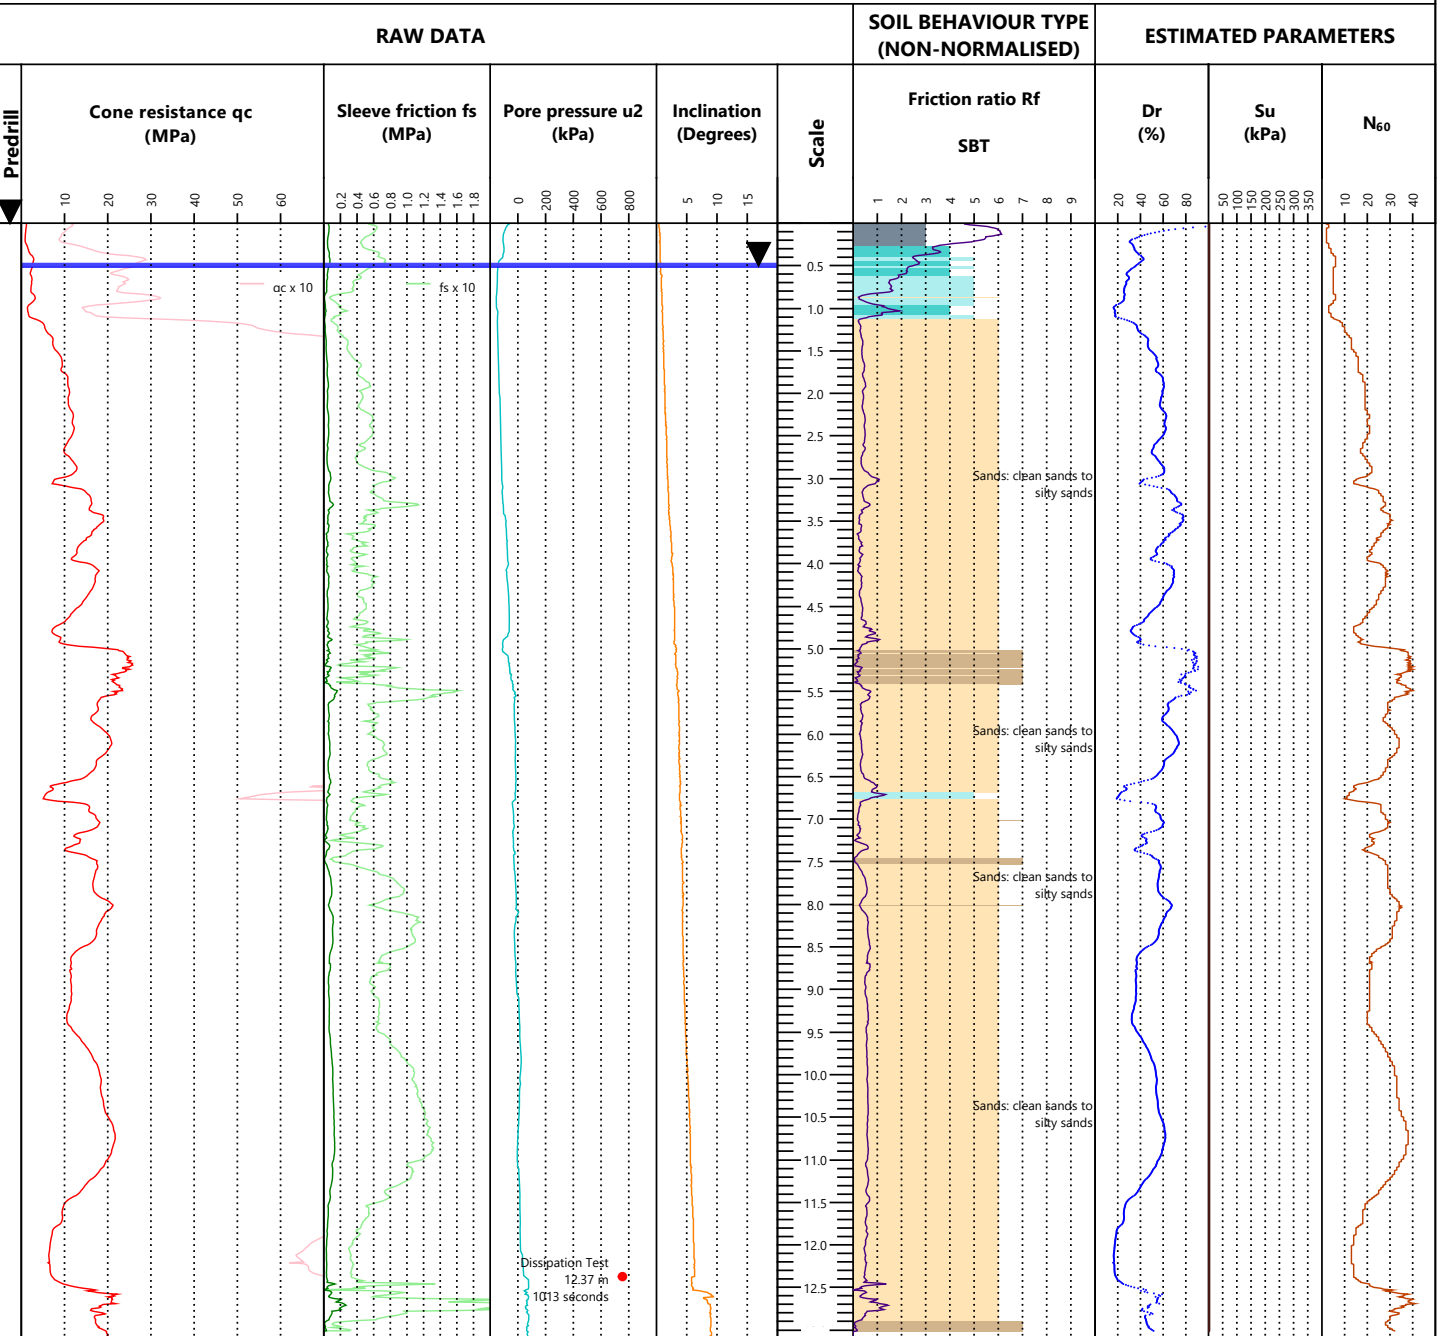 RAW DATA
SOIL BEHAVIOUR TYPE
(NON-NORMALISED)
ESTIMATED PARAMETERS
Predrill
Cone resistance qc
(MPa)
Sleeve friction fs
(MPa)
Pore pressure u2
(kPa)
Inclination
(Degrees)
Scale
Friction ratio Rf
SBT
Dr
(%)
Su
(kPa)
N60
10 20 30 40 50 60
0.2 0.4 0.6 0.8 1.0 1.2 1.4 1.6 1.8
0 200 400 600 800
5 10 15
1 2 3 4 5 6 7 8 9
20 40 60 80
50 100 150 200 250 300 350
10 20 30 40
qc x 10
fs x 10
0.5
1.0
1.5
2.0
2.5
3.0
Sands: clean sands to
silty sands
3.5
4.0
4.5
5.0
5.5
6.0
Sands: clean sands to
silty sands
6.5
7.0
7.5
Sands: clean sands to
silty sands
8.0
8.5
9.0
9.5
10.0
10.5
Sands: clean sands to
silty sands
11.0
11.5
12.0
Dissipation Test
12.37 m
1013 seconds
12.5